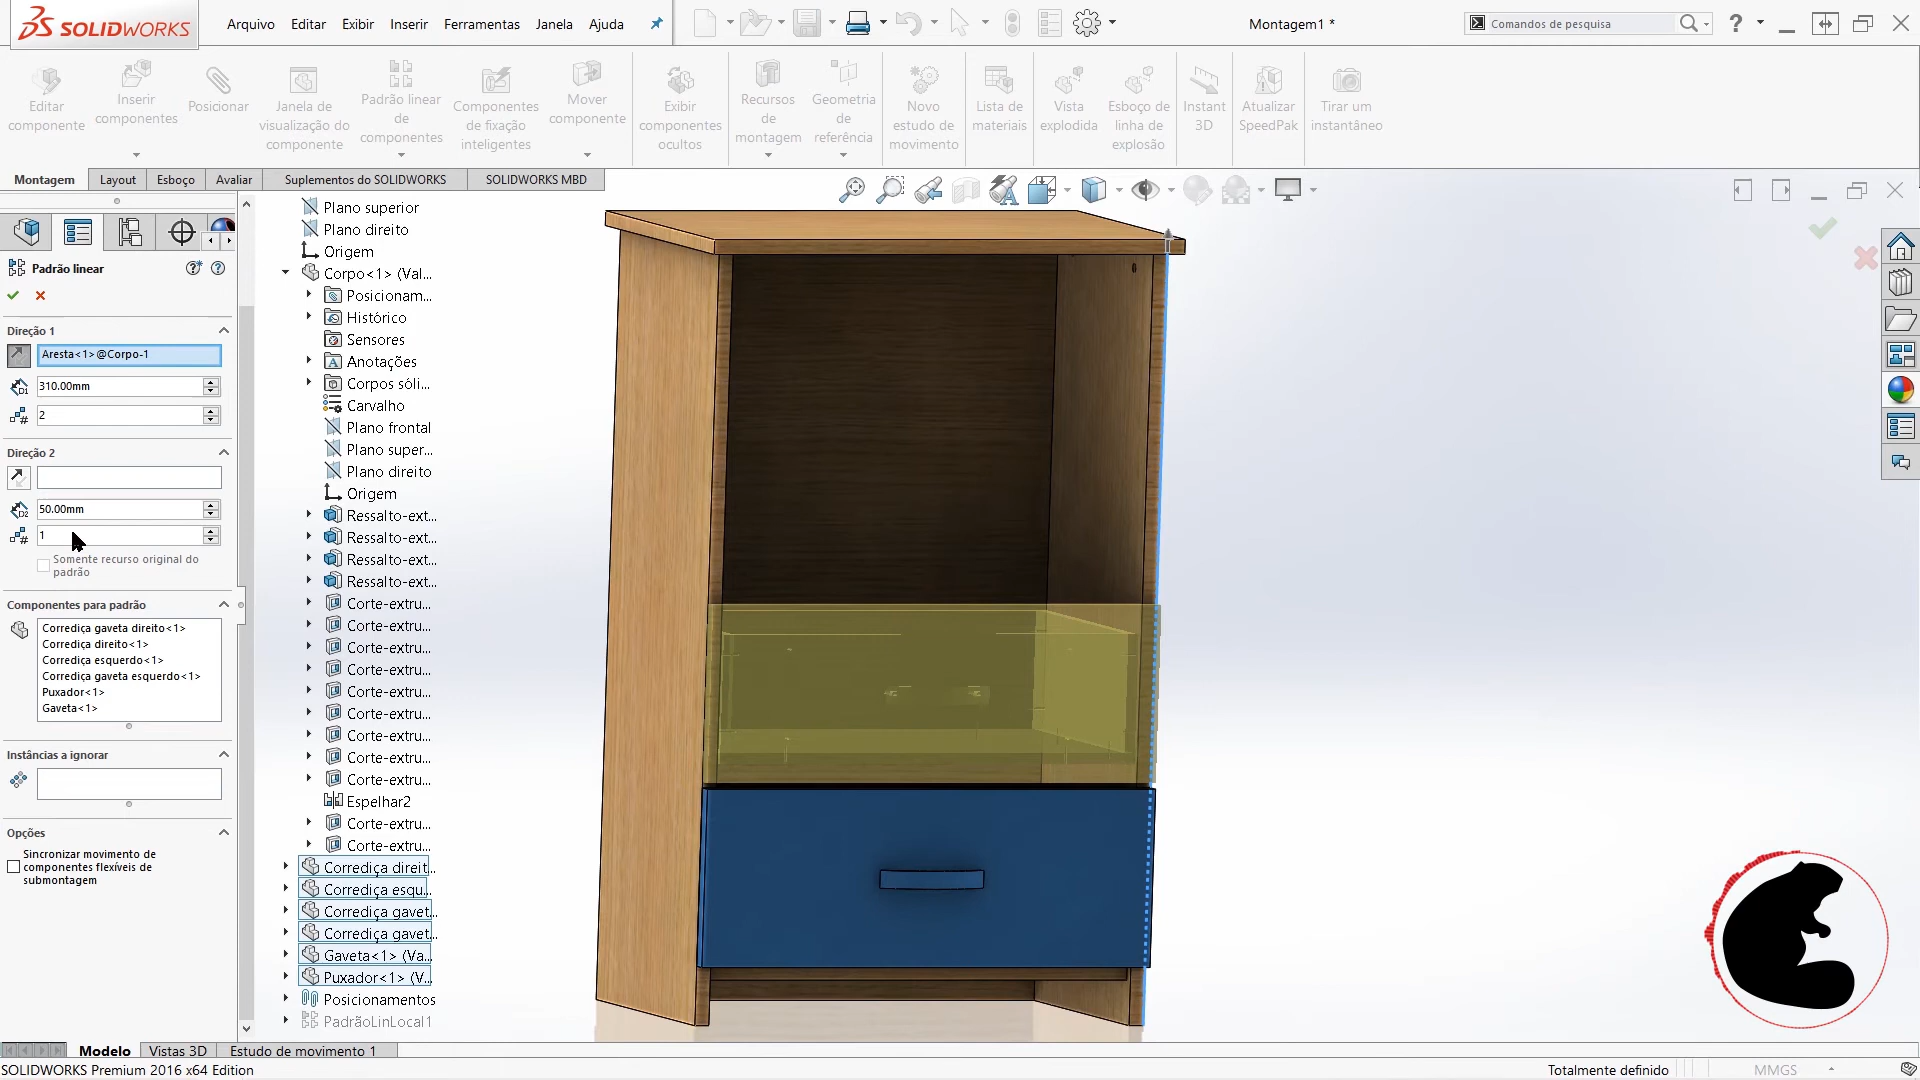 SOLIDWORKS
Arquivo Editar Exibir Inserir Ferramentas Janela Ajuda
Montagem1 *
Comandos de pesquisa
?
Editar componente
Inserir componentes
Posicionar
Janela de visualização do componente
Padrão linear de componentes
Componentes de fixação inteligentes
Mover componente
Exibir componentes ocultos
Recursos de montagem
Geometria de referência
Novo estudo de movimento
Lista de materiais
Vista explodida
Esboço de linha de explosão
Instant 3D
Atualizar SpeedPak
Tirar um instantâneo
Montagem Layout Esboço Avaliar Suplementos do SOLIDWORKS SOLIDWORKS MBD
Padrão linear
Direção 1
Aresta<1>@Corpo-1
310.00mm
2
Direção 2
50.00mm
1
Somente recurso original do
padrão
Componentes para padrão
Corrediça gaveta direito<1>
Corrediça direito<1>
Corrediça esquerdo<1>
Corrediça gaveta esquerdo<1>
Puxador<1>
Gaveta<1>
Instâncias a ignorar
Opções
Sincronizar movimento de
componentes flexíveis de
submontagem
Plano superior
Plano direito
Origem
Corpo<1> (Val...
Posicionam...
Histórico
Sensores
Anotações
Corpos sóli...
Carvalho
Plano frontal
Plano super...
Plano direito
Origem
Ressalto-ext...
Ressalto-ext...
Ressalto-ext...
Ressalto-ext...
Corte-extru...
Corte-extru...
Corte-extru...
Corte-extru...
Corte-extru...
Corte-extru...
Corte-extru...
Corte-extru...
Corte-extru...
Espelhar2
Corte-extru...
Corte-extru...
Corrediça direit...
Corrediça esqu...
Corrediça gavet...
Corrediça gavet...
Gaveta<1> (Va...
Puxador<1> (V...
Posicionamentos
PadrãoLinLocal1
Modelo Vistas 3D Estudo de movimento 1
SOLIDWORKS Premium 2016 x64 Edition
Totalmente definido
MMGS